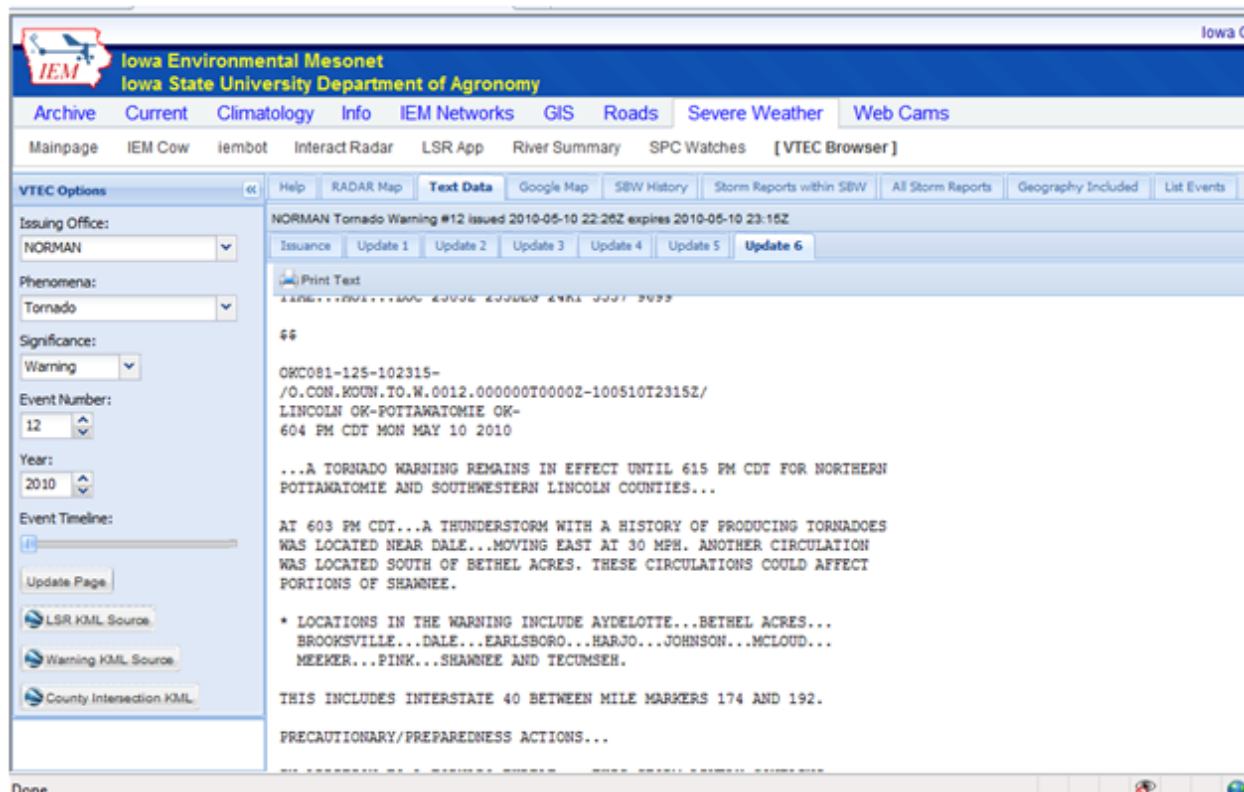 Iowa
IEM
Iowa Environmental Mesonet
Iowa State University Department of Agronomy
Archive Current Climatology Info IEM Networks GIS Roads Severe Weather Web Cams
Mainpage IEM Cow iembot Interact Radar LSR App River Summary SPC Watches [ VTEC Browser ]
VTEC Options
Help RADAR Map Text Data Google Map SBW History Storm Reports within SBW All Storm Reports Geography Included List Events
Issuing Office:
NORMAN
Phenomena:
Tornado
Significance:
Warning
Event Number:
12
Year:
2010
Event Timeline:
Update Page
LSR KML Source
Warning KML Source
County Intersection KML
NORMAN Tornado Warning #12 issued 2010-05-10 22:26Z expires 2010-05-10 23:15Z
Issuance Update 1 Update 2 Update 3 Update 4 Update 5 Update 6
Print Text
$$
OKC081-125-102315-
/O.CON.KOUN.TO.W.0012.000000T0000Z-100510T2315Z/
LINCOLN OK-POTTAWATOMIE OK-
604 PM CDT MON MAY 10 2010
...A TORNADO WARNING REMAINS IN EFFECT UNTIL 615 PM CDT FOR NORTHERN
POTTAWATOMIE AND SOUTHWESTERN LINCOLN COUNTIES...
AT 603 PM CDT...A THUNDERSTORM WITH A HISTORY OF PRODUCING TORNADOES
WAS LOCATED NEAR DALE...MOVING EAST AT 30 MPH. ANOTHER CIRCULATION
WAS LOCATED SOUTH OF BETHEL ACRES. THESE CIRCULATIONS COULD AFFECT
PORTIONS OF SHAWNEE.
* LOCATIONS IN THE WARNING INCLUDE AYDELOTTE...BETHEL ACRES...
BROOKSVILLE...DALE...EARLSBORO...HARJO...JOHNSON...MCLOUD...
MEEKER...PINK...SHAWNEE AND TECUMSEH.
THIS INCLUDES INTERSTATE 40 BETWEEN MILE MARKERS 174 AND 192.
PRECAUTIONARY/PREPAREDNESS ACTIONS...
Done